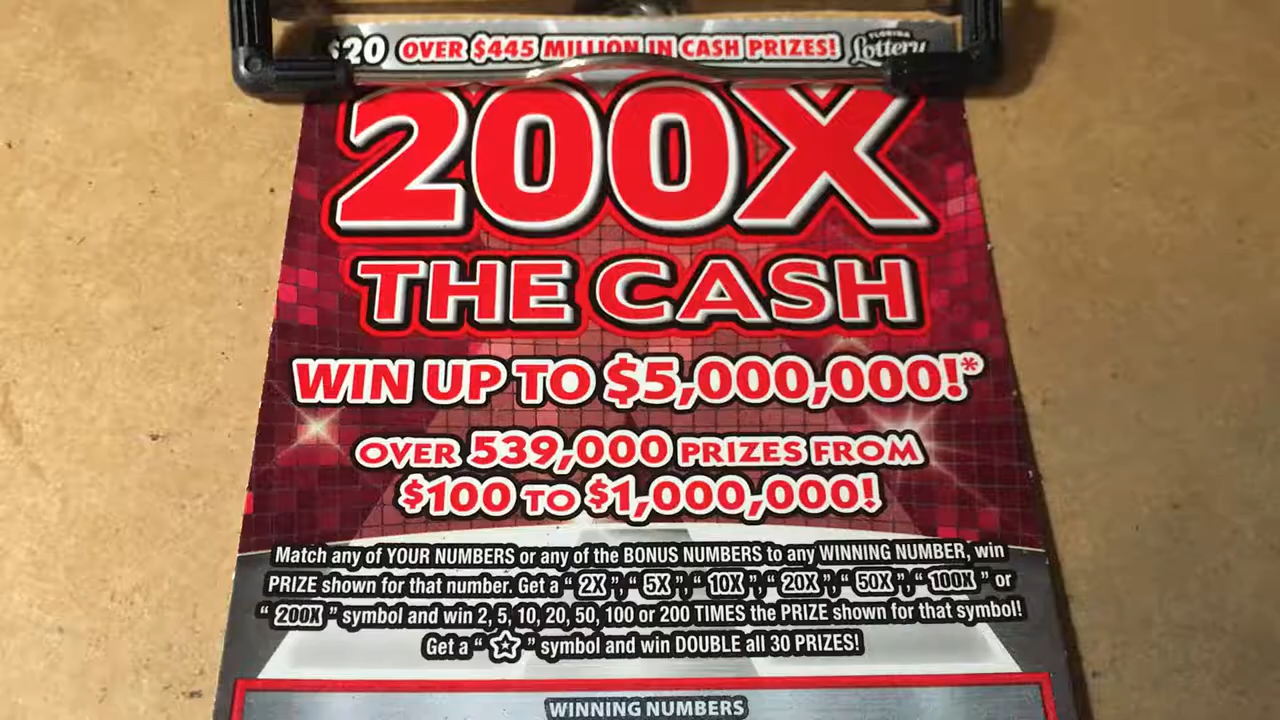 $20 OVER $445 MILLION IN CASH PRIZES! FLORIDA Lottery
200X
THE CASH
WIN UP TO $5,000,000!*
OVER 539,000 PRIZES FROM
$100 TO $1,000,000!
Match any of YOUR NUMBERS or any of the BONUS NUMBERS to any WINNING NUMBER, win
PRIZE shown for that number. Get a “ 2X ”, “ 5X ”, “ 10X ”, “ 20X ”, “ 50X ”, “ 100X ” or
“ 200X ” symbol and win 2, 5, 10, 20, 50, 100 or 200 TIMES the PRIZE shown for that symbol!
Get a “ ☆ ” symbol and win DOUBLE all 30 PRIZES!
WINNING NUMBERS